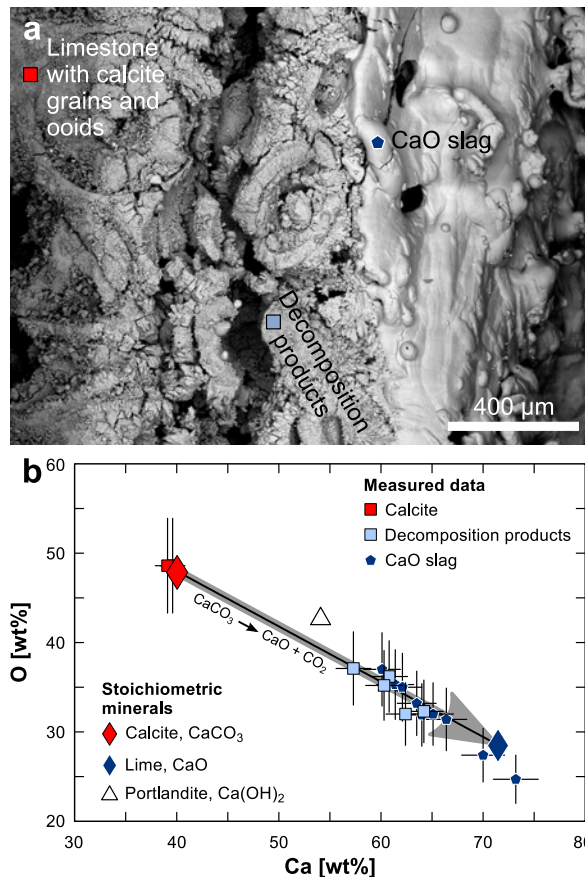 a
Limestone
with calcite
grains and
ooids
CaO slag
Decomposition
products
400 µm
b
60
50
40
30
20
O [wt%]
Measured data
Calcite
Decomposition products
CaO slag
CaCO₃ → CaO + CO₂
Stoichiometric
minerals
Calcite, CaCO₃
Lime, CaO
Portlandite, Ca(OH)₂
30 40 50 60 70 80
Ca [wt%]